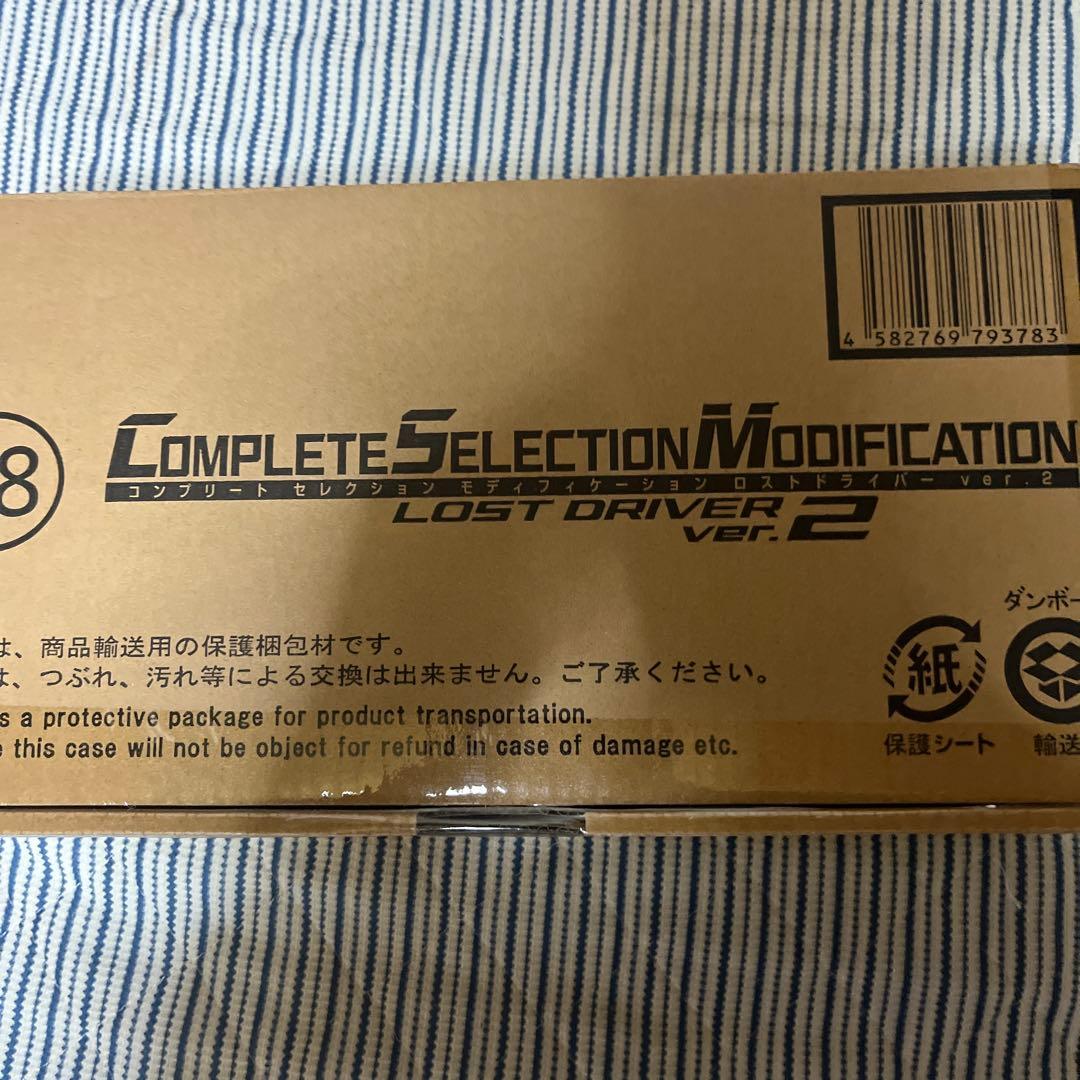 4 582769 793783
8
COMPLETE SELECTION MODIFICATION
コンプリート セレクション モディフィケーション ロストドライバー ver.2
LOST DRIVER
ver.2
ダンボー
は、商品輸送用の保護梱包材です。
は、つぶれ、汚れ等による交換は出来ません。ご了承ください。
s a protective package for product transportation.
e this case will not be object for refund in case of damage etc.
紙
保護シート
輸送